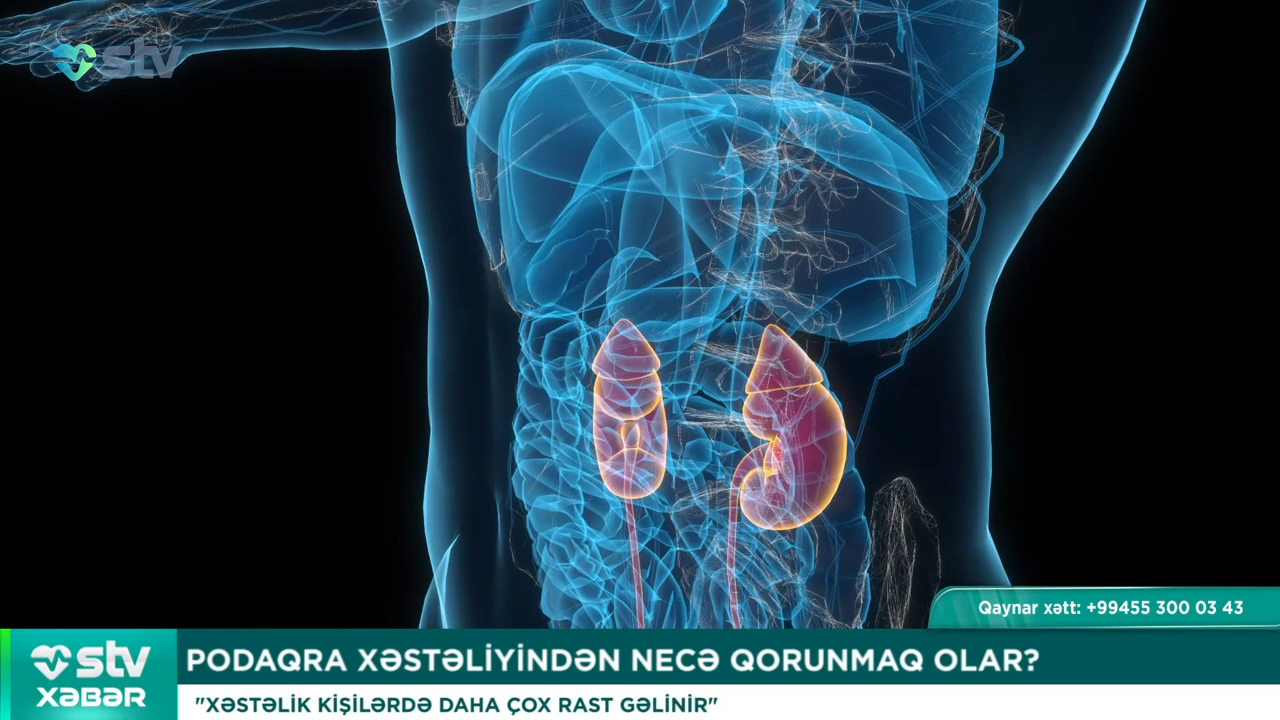 stv
Qaynar xətt: +99455 300 03 43
stv
XƏBƏR
PODAQRA XƏSTƏLİYİNDƏN NECƏ QORUNMAQ OLAR?
"XƏSTƏLİK KİŞİLƏRDƏ DAHA ÇOX RAST GƏLİNİR"